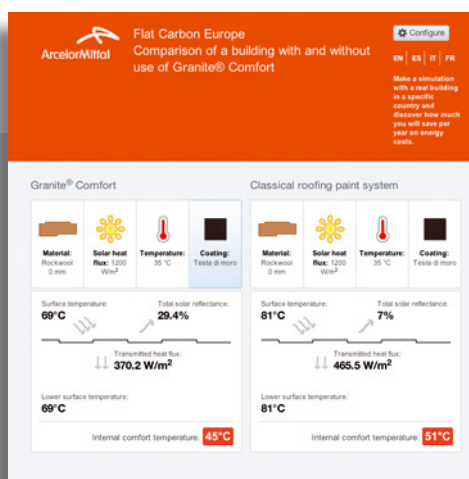 ArcelorMittal
Flat Carbon Europe
Comparison of a building with and without
use of Granite® Comfort
Configure
EN | ES | IT | FR
Make a simulation
with a real building
in a specific
country and
discover how much
you will save per
year on energy
costs.
Granite® Comfort
Material:
Rockwool
0 mm
Solar heat
flux: 1200
W/m²
Temperature:
35 °C
Coating:
Testa di moro
Surface temperature:
69°C
Total solar reflectance:
29.4%
Transmitted heat flux:
370.2 W/m²
Lower surface temperature:
69°C
Internal comfort temperature: 45°C
Classical roofing paint system
Material:
Rockwool
0 mm
Solar heat
flux: 1200
W/m²
Temperature:
35 °C
Coating:
Testa di moro
Surface temperature:
81°C
Total solar reflectance:
7%
Transmitted heat flux:
465.5 W/m²
Lower surface temperature:
81°C
Internal comfort temperature: 51°C